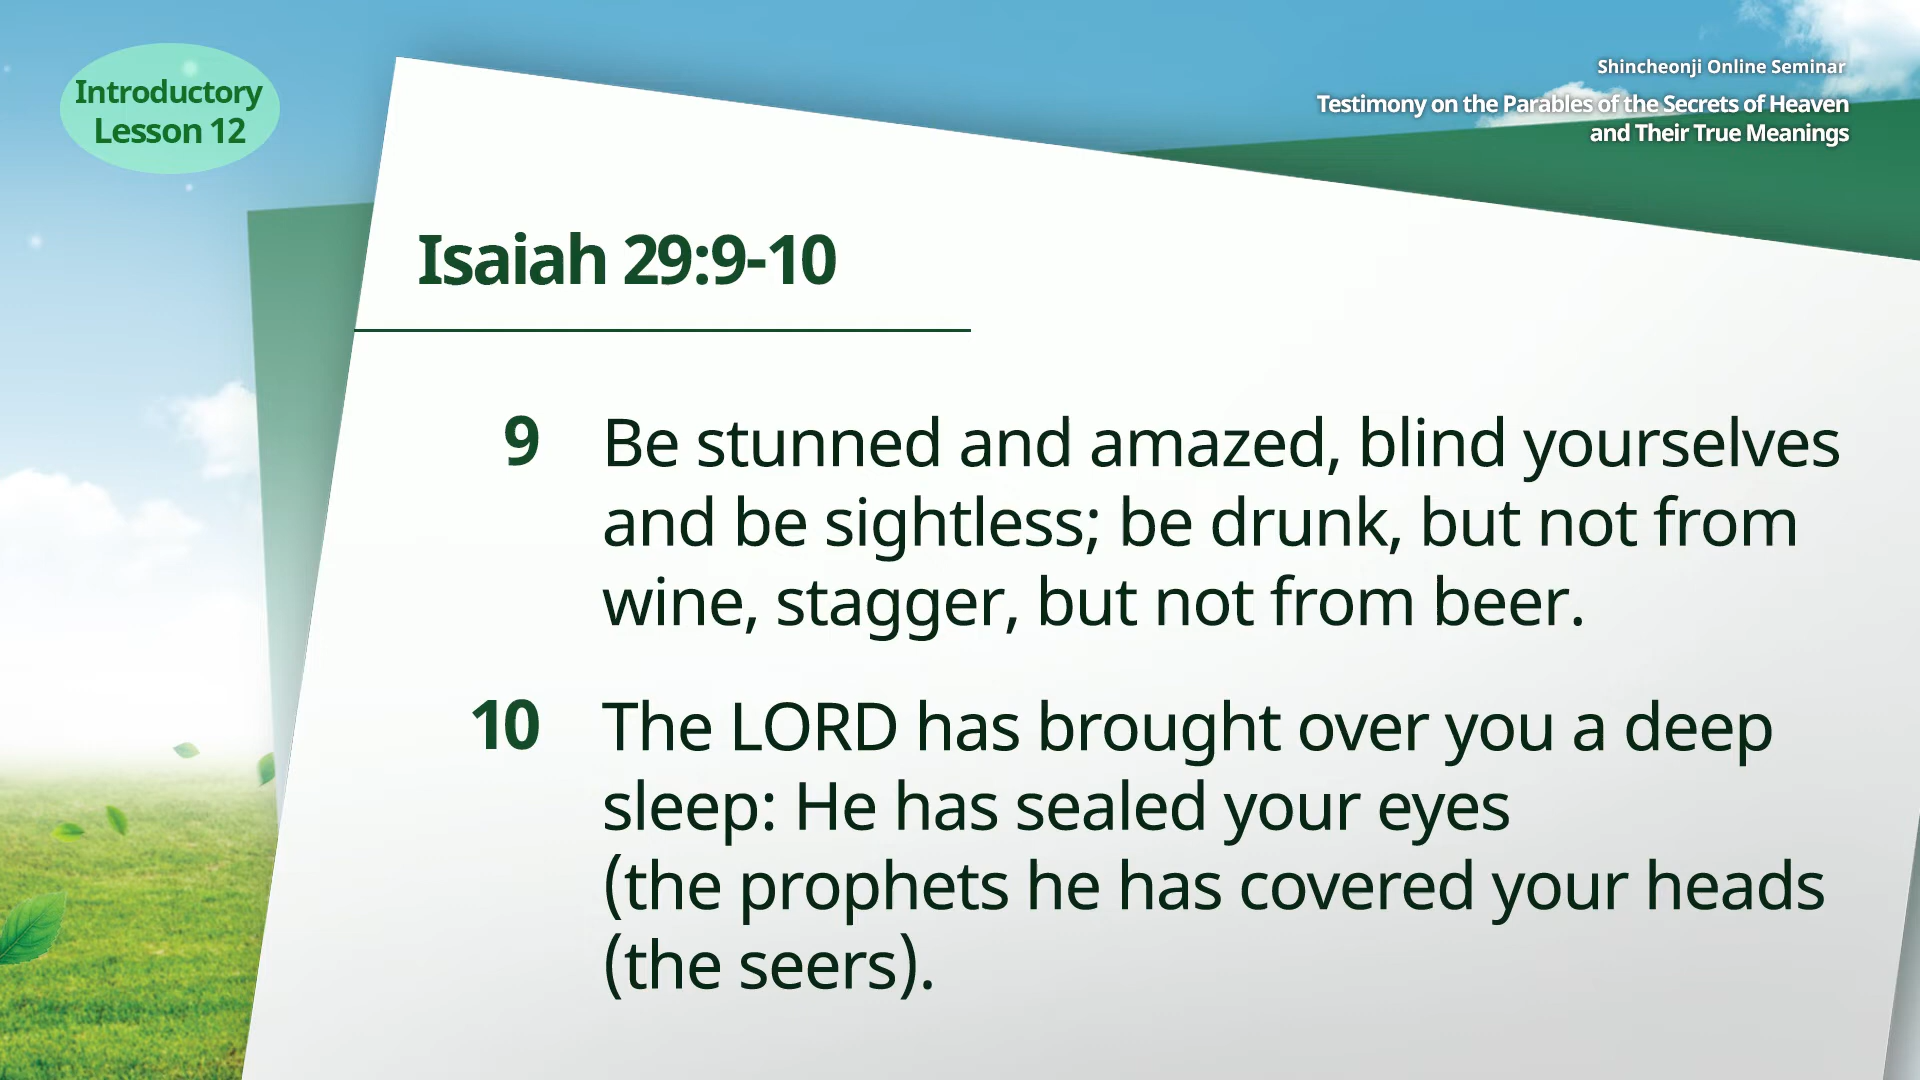 Introductory
Lesson 12
Shincheonji Online Seminar
Testimony on the Parables of the Secrets of Heaven
and Their True Meanings
Isaiah 29:9-10
9 Be stunned and amazed, blind yourselves
and be sightless; be drunk, but not from
wine, stagger, but not from beer.
10 The LORD has brought over you a deep
sleep: He has sealed your eyes
(the prophets he has covered your heads
(the seers).